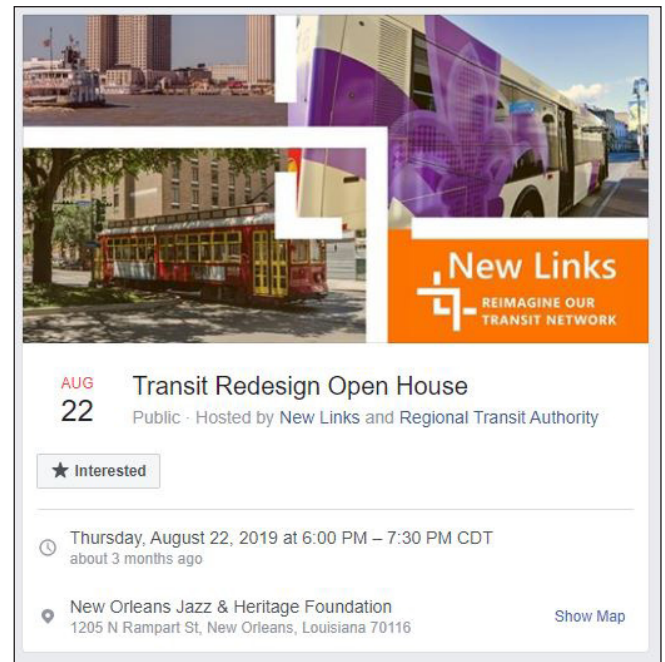 New Links
REIMAGINE OUR
TRANSIT NETWORK
AUG
22
Transit Redesign Open House
Public · Hosted by New Links and Regional Transit Authority
★ Interested
Thursday, August 22, 2019 at 6:00 PM – 7:30 PM CDT
about 3 months ago
New Orleans Jazz & Heritage Foundation
1205 N Rampart St, New Orleans, Louisiana 70116
Show Map